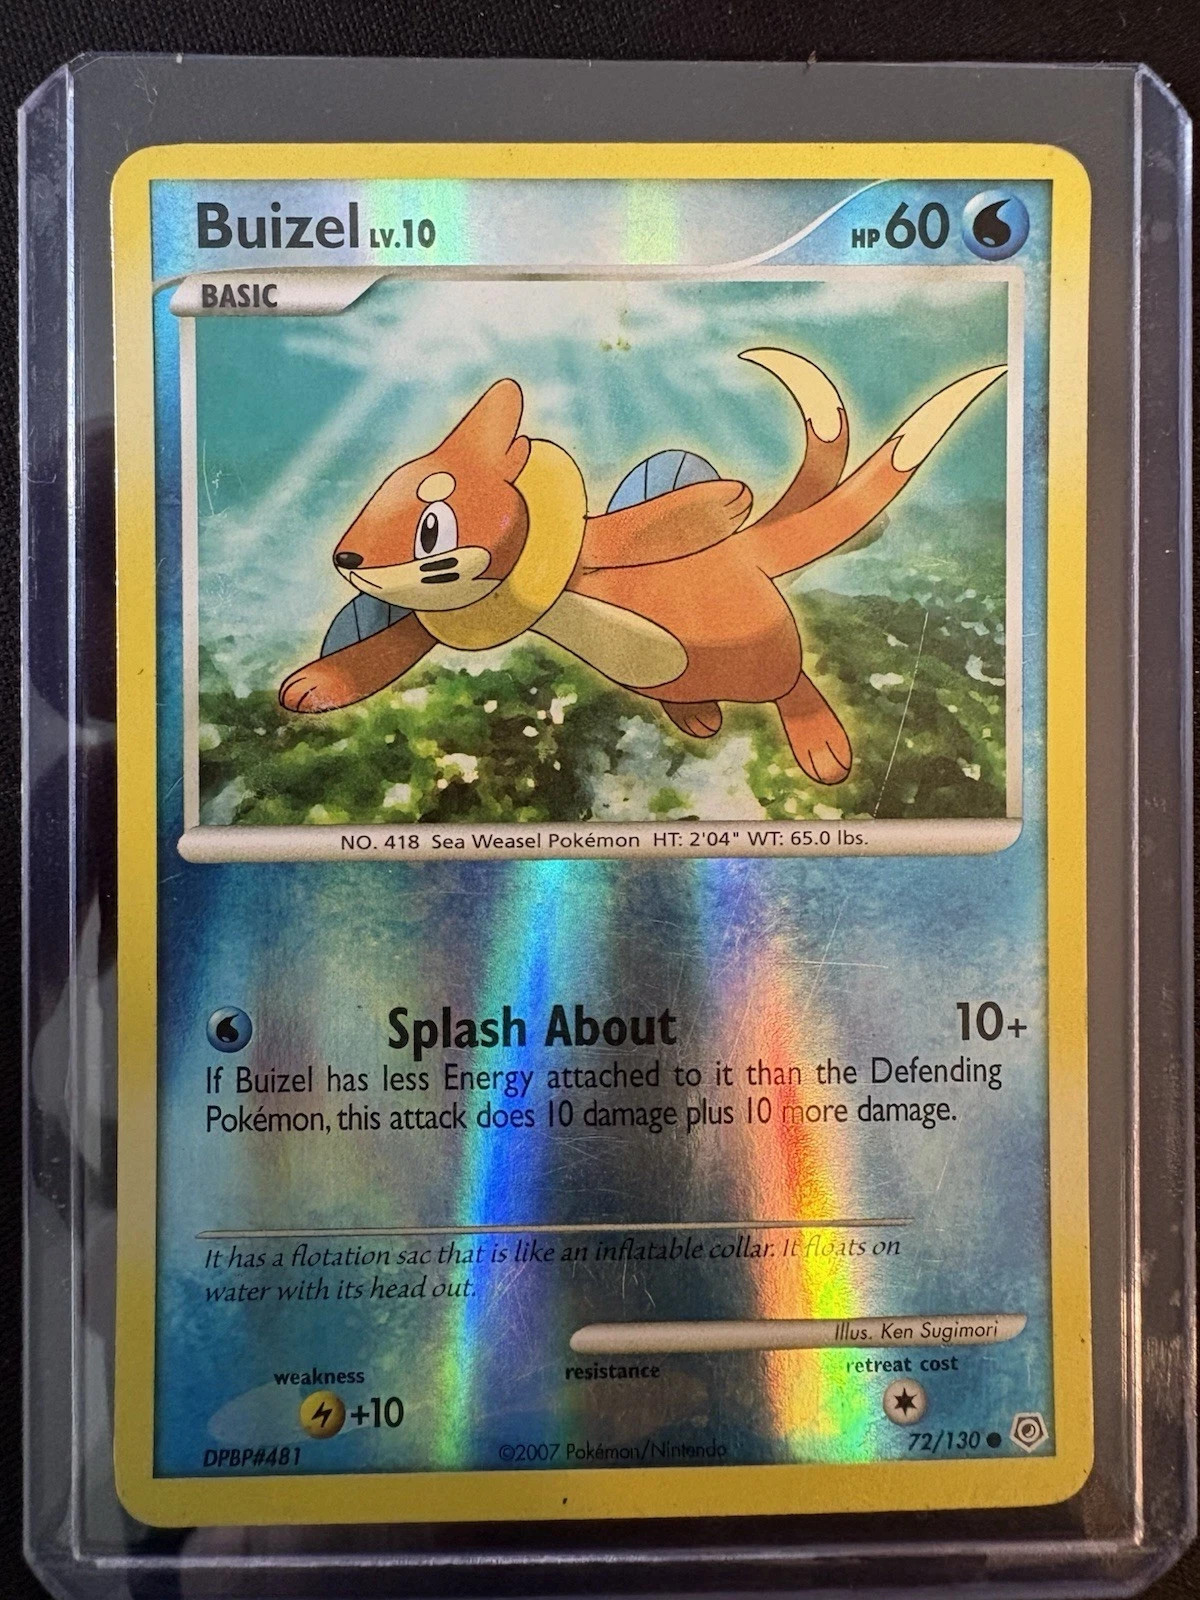 Buizel LV.10 HP 60
BASIC
NO. 418 Sea Weasel Pokémon HT: 2'04" WT: 65.0 lbs.
Splash About 10+
If Buizel has less Energy attached to it than the Defending
Pokémon, this attack does 10 damage plus 10 more damage.
It has a flotation sac that is like an inflatable collar. It floats on
water with its head out.
Illus. Ken Sugimori
weakness resistance retreat cost
+10
DPBP#481 ©2007 Pokémon/Nintendo 72/130